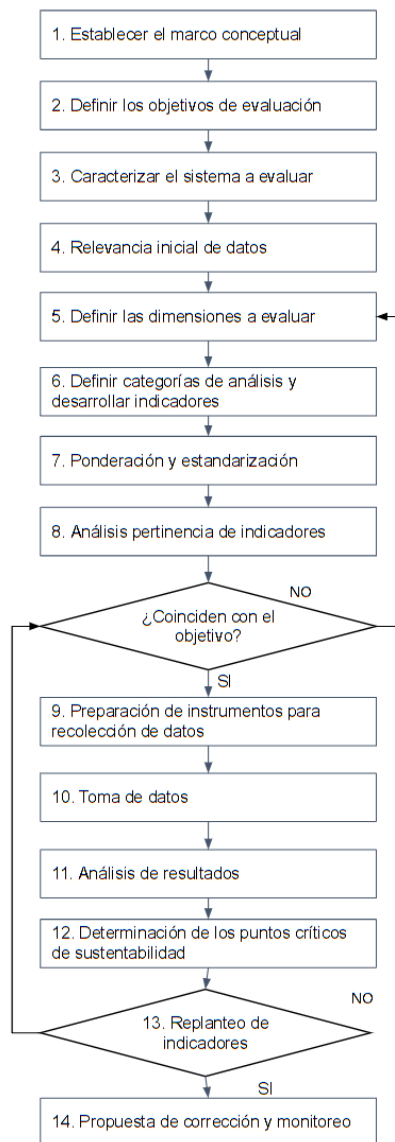 1. Establecer el marco conceptual
2. Definir los objetivos de evaluación
3. Caracterizar el sistema a evaluar
4. Relevancia inicial de datos
5. Definir las dimensiones a evaluar
6. Definir categorías de análisis y
desarrollar indicadores
7. Ponderación y estandarización
8. Análisis pertinencia de indicadores
NO
¿Coinciden con el
objetivo?
SI
9. Preparación de instrumentos para
recolección de datos
10. Toma de datos
11. Análisis de resultados
12. Determinación de los puntos críticos
de sustentabilidad
NO
13. Replanteo de
indicadores
SI
14. Propuesta de corrección y monitoreo